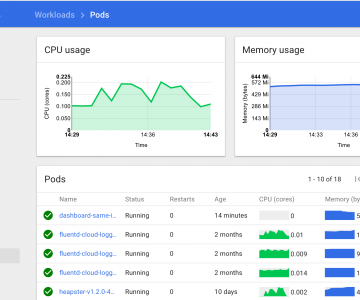 Workloads > Pods
CPU usage
Memory usage
CPU (cores)
0.225
0.200
0.150
0.100
0.050
0
14:29
14:36
14:43
Time
Memory (bytes)
644 Mi
572 Mi
429 Mi
286 Mi
143 Mi
0
14:29
14:33
14:36
Time
Pods
1 - 10 of 18
Name Status Restarts Age CPU (cores) Memory (by
dashboard-same-i... Running 0 14 minutes 0
fluentd-cloud-logg... Running 0 2 months 0.01
fluentd-cloud-logg... Running 0 2 months 0.009
fluentd-cloud-logg... Running 0 2 months 0.014
heapster-v1.2.0-4... Running 0 10 days 0.002